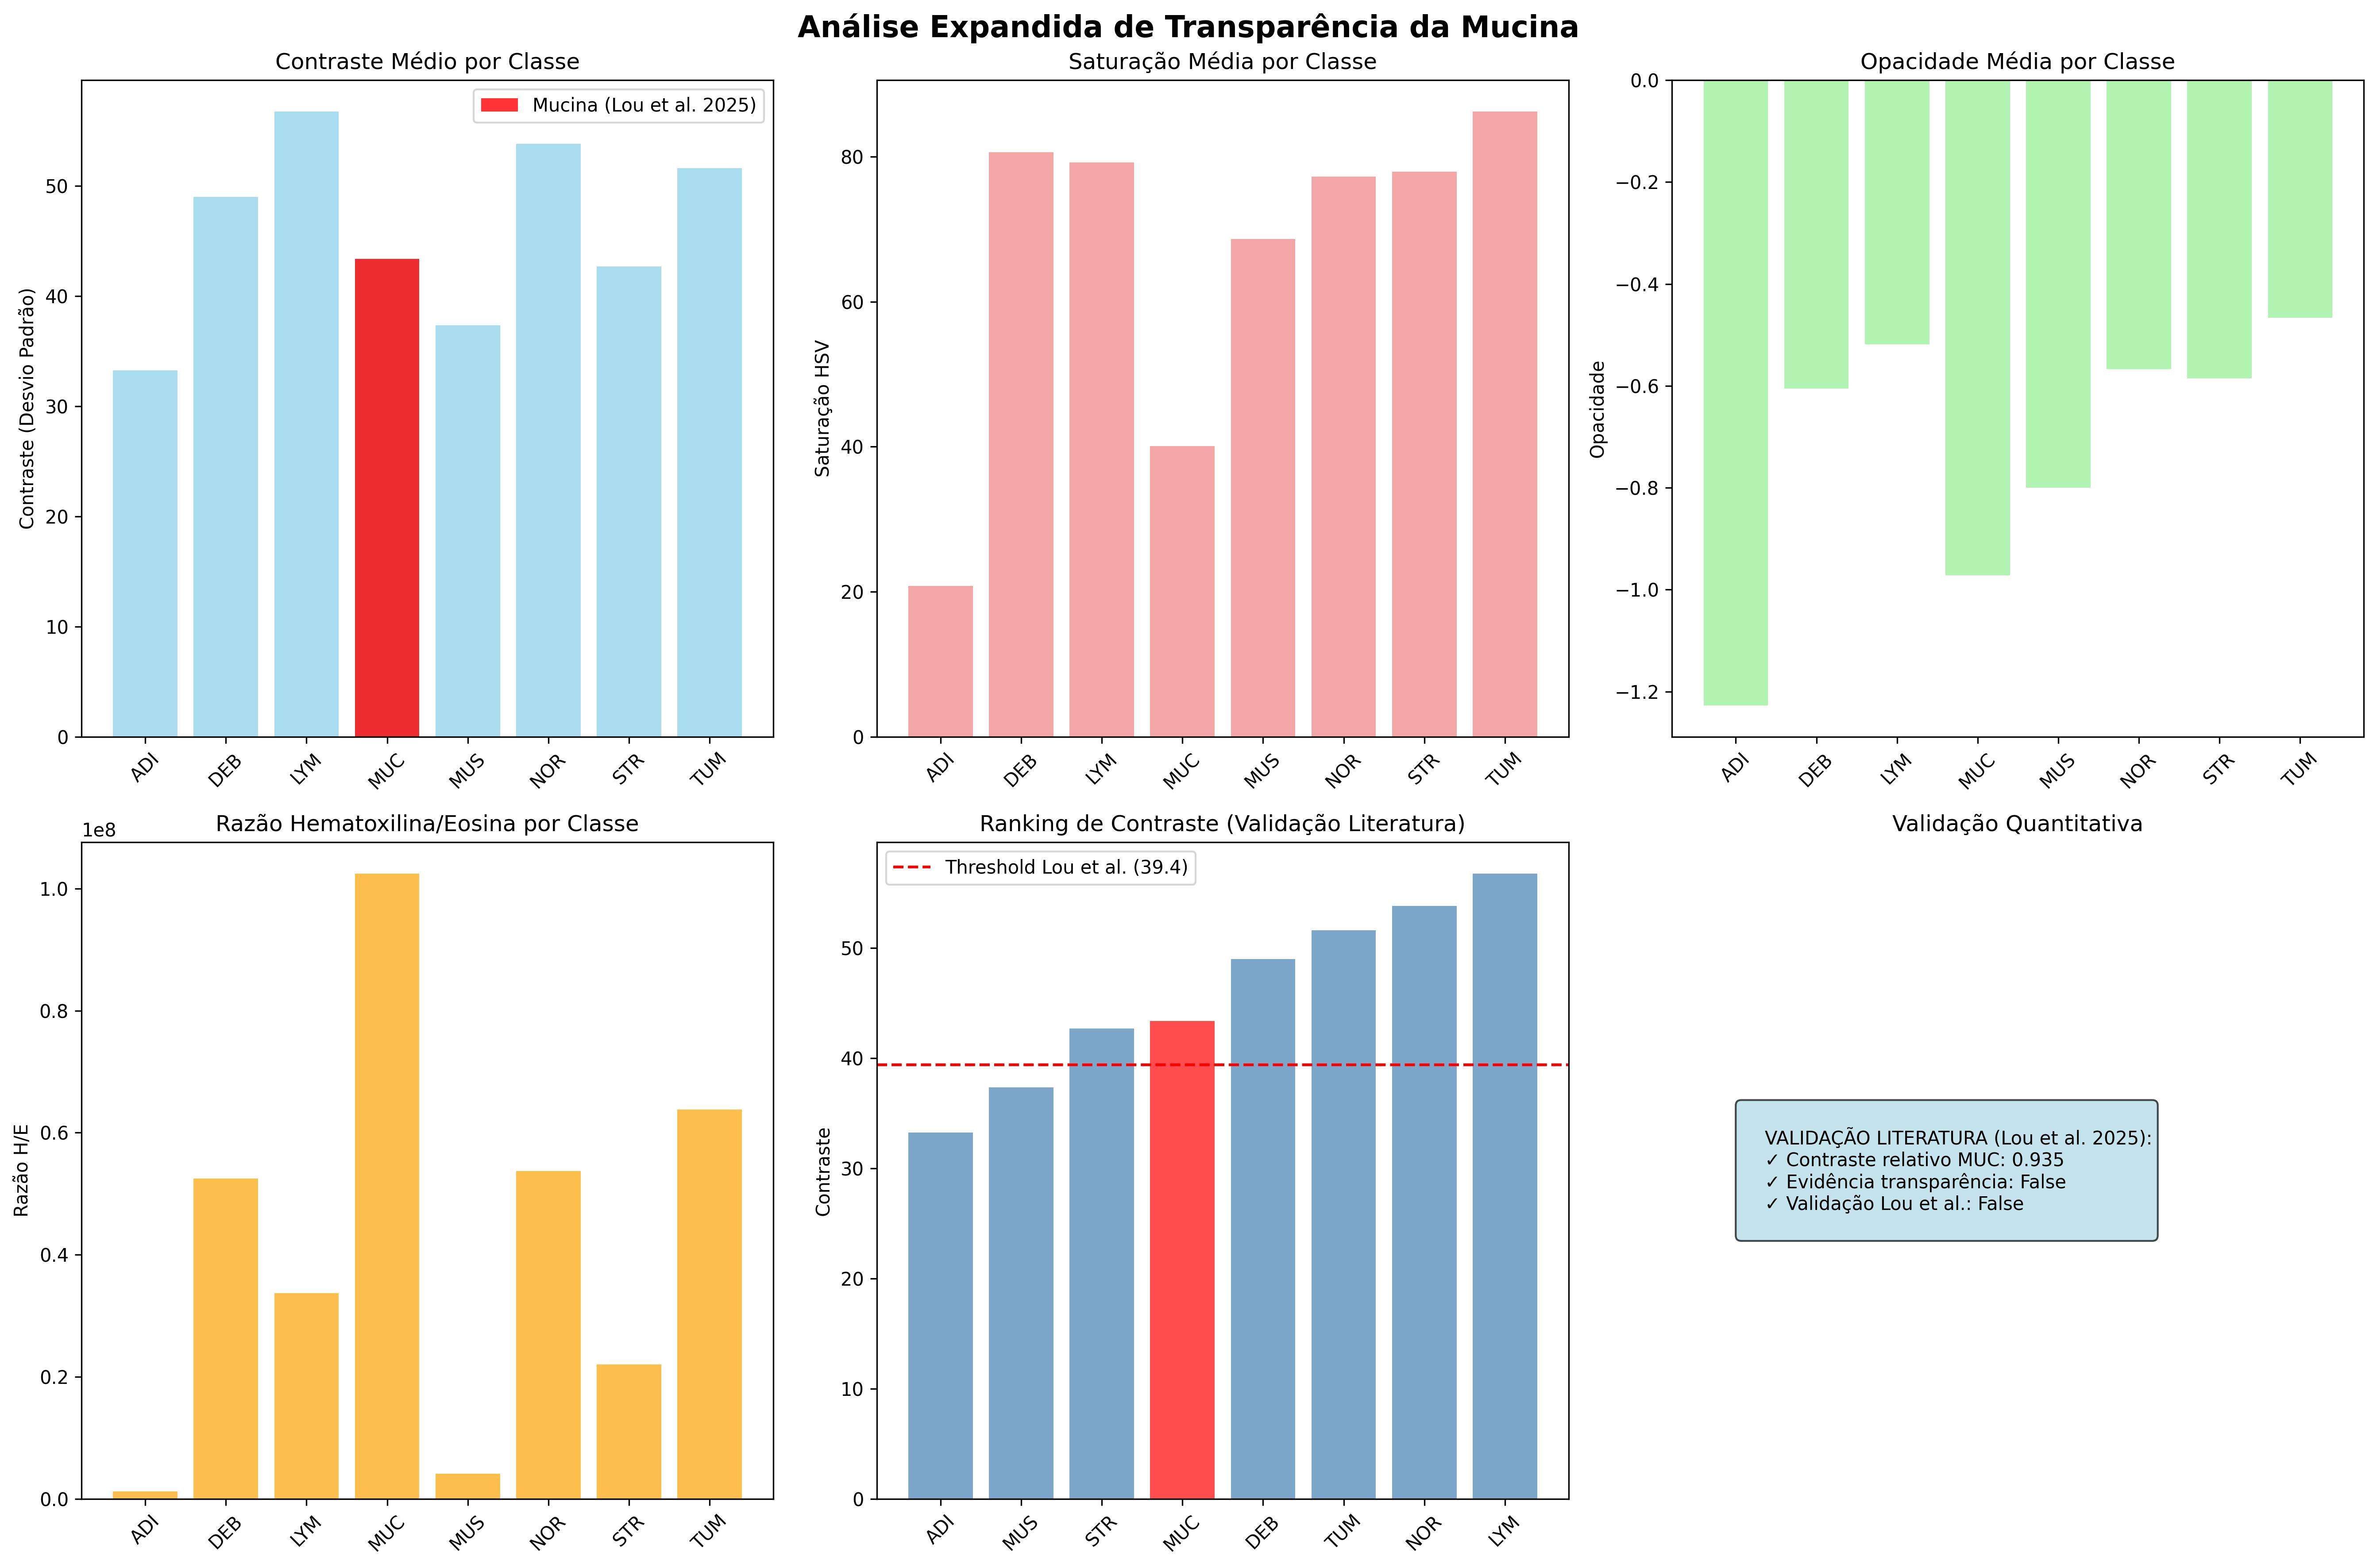 Análise Expandida de Transparência da Mucina
Contraste Médio por Classe
Contraste (Desvio Padrão)
Mucina (Lou et al. 2025)
0
10
20
30
40
50
ADI
DEB
LYM
MUC
MUS
NOR
STR
TUM
Saturação Média por Classe
Saturação HSV
0
20
40
60
80
ADI
DEB
LYM
MUC
MUS
NOR
STR
TUM
Opacidade Média por Classe
Opacidade
0.0
−0.2
−0.4
−0.6
−0.8
−1.0
−1.2
ADI
DEB
LYM
MUC
MUS
NOR
STR
TUM
Razão Hematoxilina/Eosina por Classe
1e8
Razão H/E
0.0
0.2
0.4
0.6
0.8
1.0
ADI
DEB
LYM
MUC
MUS
NOR
STR
TUM
Ranking de Contraste (Validação Literatura)
Threshold Lou et al. (39.4)
Contraste
0
10
20
30
40
50
ADI
MUS
STR
MUC
DEB
TUM
NOR
LYM
Validação Quantitativa
VALIDAÇÃO LITERATURA (Lou et al. 2025):
✓ Contraste relativo MUC: 0.935
✓ Evidência transparência: False
✓ Validação Lou et al.: False